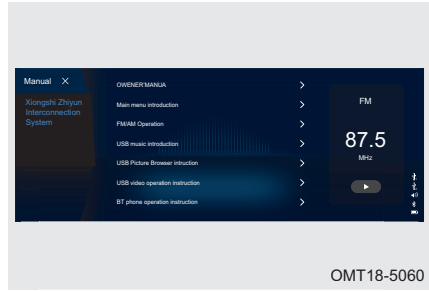 Manual ×
Xiongshi Zhiyun
Interconnection
System
OWENER'MANUA
Main menu introduction
FM/AM Operation
USB music introduction
USB Picture Browser intruction
USB video operation instruction
BT phone operation instruction
FM
87.5
MHz
OMT18-5060